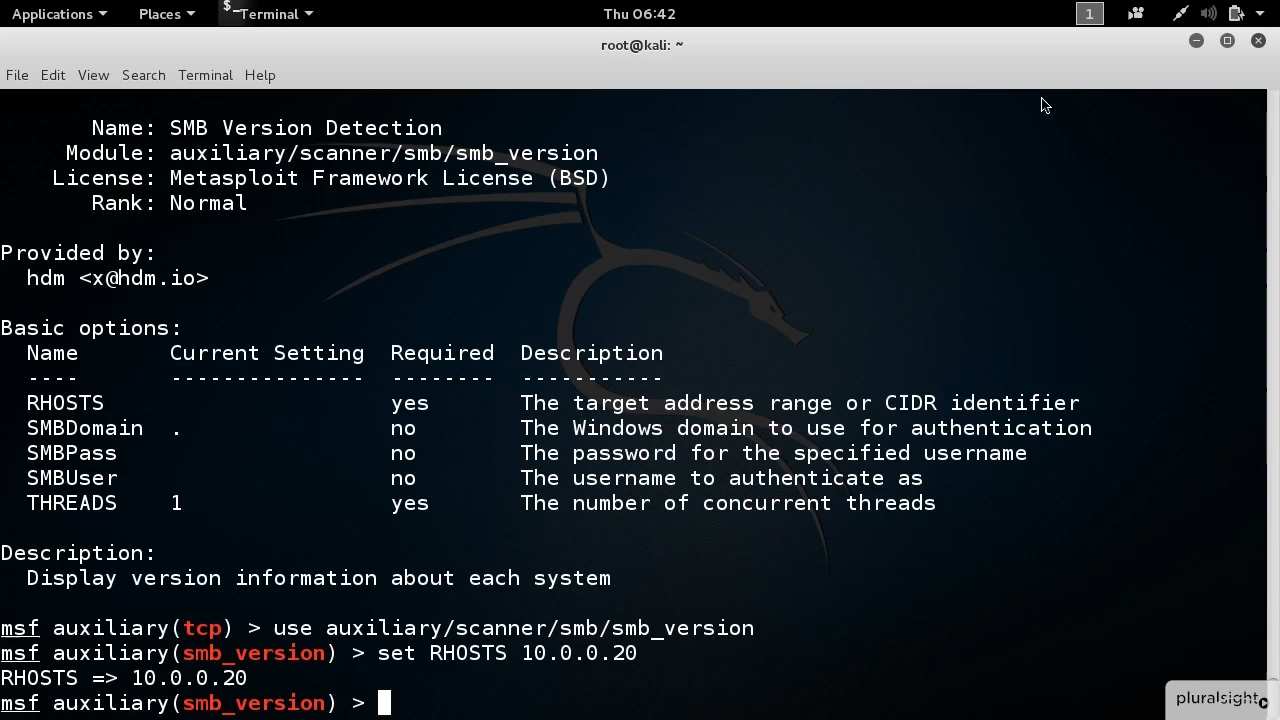 Applications Places $_ Terminal Thu 06:42 1
root@kali: ~
File Edit View Search Terminal Help
Name: SMB Version Detection
Module: auxiliary/scanner/smb/smb_version
License: Metasploit Framework License (BSD)
Rank: Normal
Provided by:
hdm <x@hdm.io>
Basic options:
Name Current Setting Required Description
---- --------------- -------- -----------
RHOSTS yes The target address range or CIDR identifier
SMBDomain . no The Windows domain to use for authentication
SMBPass no The password for the specified username
SMBUser no The username to authenticate as
THREADS 1 yes The number of concurrent threads
Description:
Display version information about each system
msf auxiliary(tcp) > use auxiliary/scanner/smb/smb_version
msf auxiliary(smb_version) > set RHOSTS 10.0.0.20
RHOSTS => 10.0.0.20
msf auxiliary(smb_version) >
pluralsight